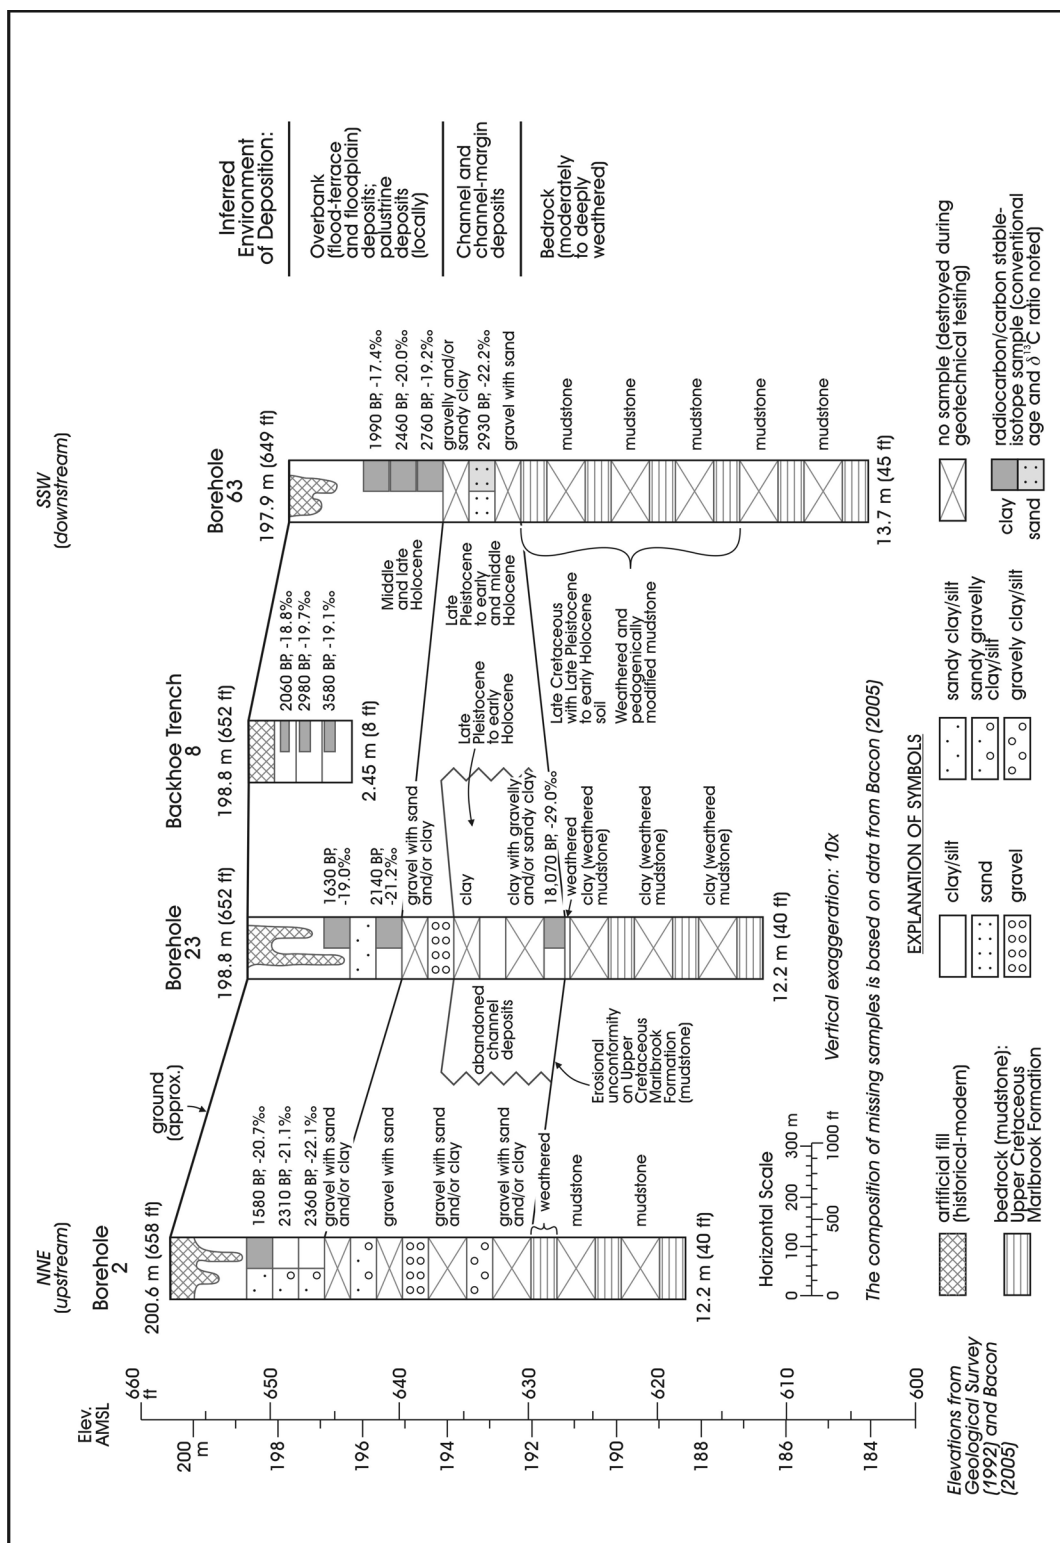 NNE
(upstream)
SSW
(downstream)
Elev.
AMSL
660
ft
650
640
630
620
610
600
200
m
198
196
194
192
190
188
186
184
Borehole
2
200.6 m (658 ft)
1580 BP, -20.7‰
2310 BP, -21.1‰
2360 BP, -22.1‰
gravel with sand
and/or clay
gravel with sand
gravel with sand
and/or clay
gravel with sand
and/or clay
weathered
mudstone
mudstone
12.2 m (40 ft)
ground
(approx.)
Borehole
23
198.8 m (652 ft)
1630 BP,
-19.0‰
2140 BP,
-21.2‰
gravel with sand
and/or clay
clay
clay with gravelly
and/or sandy clay
18,070 BP, -29.0‰
weathered
clay (weathered
mudstone)
clay (weathered
mudstone)
clay (weathered
mudstone)
12.2 m (40 ft)
abandoned
channel
deposits
Erosional
unconformity
on Upper
Cretaceous
Marlbrook
Formation
(mudstone)
Backhoe Trench
8
198.8 m (652 ft)
2060 BP, -18.8‰
2980 BP, -19.7‰
3580 BP, -19.1‰
2.45 m (8 ft)
Late
Pleistocene
to early
Holocene
Middle
and late
Holocene
Late
Pleistocene
to early
and middle
Holocene
Late Cretaceous
with Late Pleistocene
to early Holocene
soil
Weathered and
pedogenically
modified mudstone
Borehole
63
197.9 m (649 ft)
1990 BP, -17.4‰
2460 BP, -20.0‰
2760 BP, -19.2‰
gravelly and/or
sandy clay
2930 BP, -22.2‰
gravel with sand
mudstone
mudstone
mudstone
mudstone
mudstone
13.7 m (45 ft)
Inferred
Environment
of Deposition:
Overbank
(flood-terrace
and floodplain)
deposits;
palustrine
deposits
(locally)
Channel and
channel-margin
deposits
Bedrock
(moderately
to deeply
weathered)
Horizontal Scale
0 100 200 300 m
0 500 1000 ft
Vertical exaggeration: 10x
The composition of missing samples is based on data from Bacon (2005)
Elevations from
Geological Survey
(1992) and Bacon
(2005)
EXPLANATION OF SYMBOLS
artificial fill
(historical-modern)
bedrock (mudstone):
Upper Cretaceous
Marlbrook Formation
clay/silt
sand
gravel
sandy clay/silt
sandy gravelly
clay/silt
gravely clay/silt
no sample (destroyed during
geotechnical testing)
clay
sand
radiocarbon/carbon stable-
isotope sample (conventional
age and δ¹³C ratio noted)